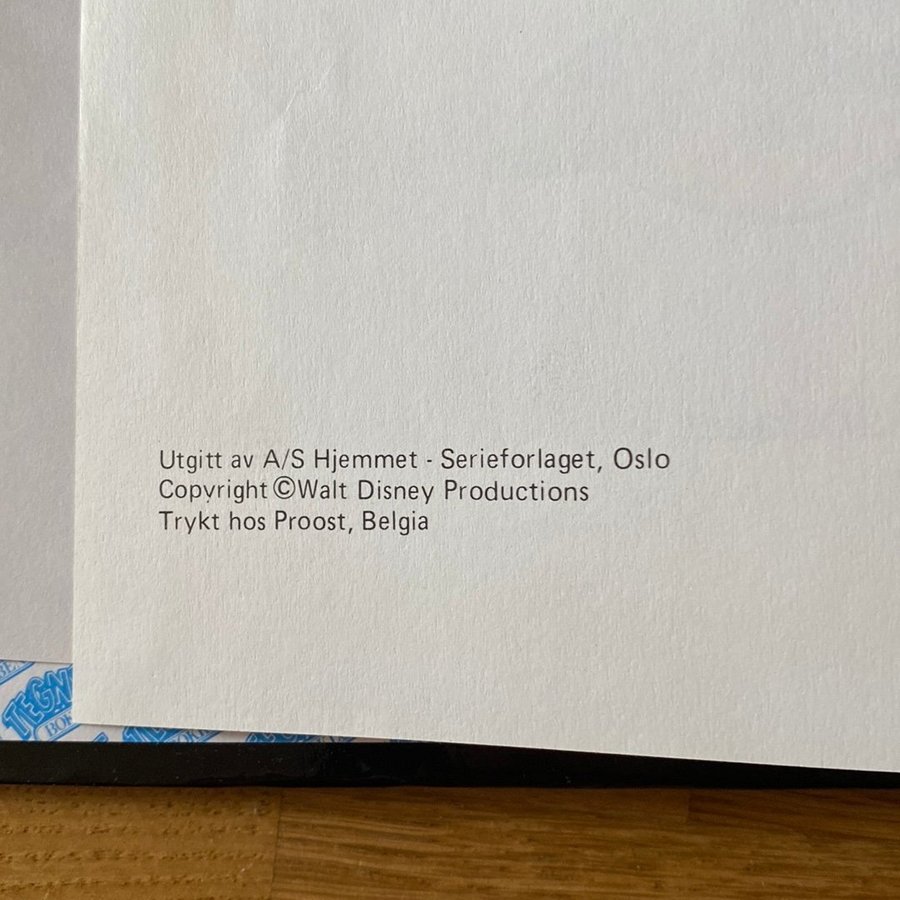 Utgitt av A/S Hjemmet - Serieforlaget, Oslo
Copyright ©Walt Disney Productions
Trykt hos Proost, Belgia